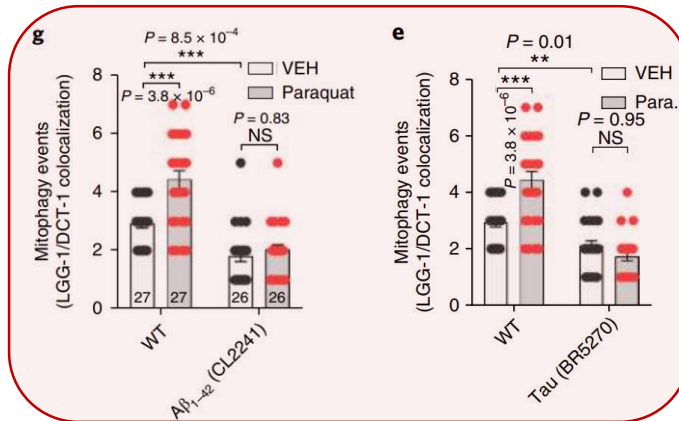 g
P = 8.5 × 10⁻⁴
***
***
P = 3.8 × 10⁻⁶
VEH
Paraquat
P = 0.83
NS
Mitophagy events
(LGG-1/DCT-1 colocalization)
8
6
4
2
0
27
27
26
26
WT
Aβ₁₋₄₂ (CL2241)
e
P = 0.01
**
***
P = 3.8 × 10⁻⁶
VEH
Para.
P = 0.95
NS
Mitophagy events
(LGG-1/DCT-1 colocalization)
8
6
4
2
0
WT
Tau (BR5270)